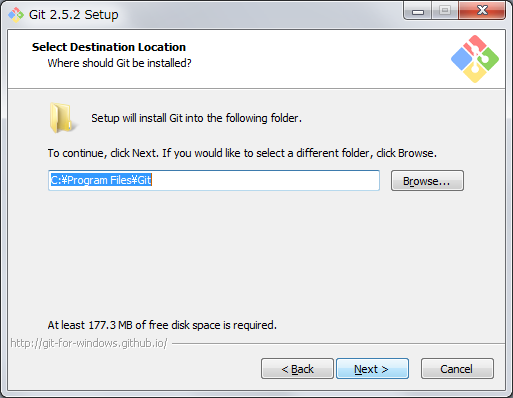 Git 2.5.2 Setup
Select Destination Location
Where should Git be installed?
Setup will install Git into the following folder.
To continue, click Next. If you would like to select a different folder, click Browse.
C:¥Program Files¥Git
Browse...
At least 177.3 MB of free disk space is required.
http://git-for-windows.github.io/
< Back
Next >
Cancel